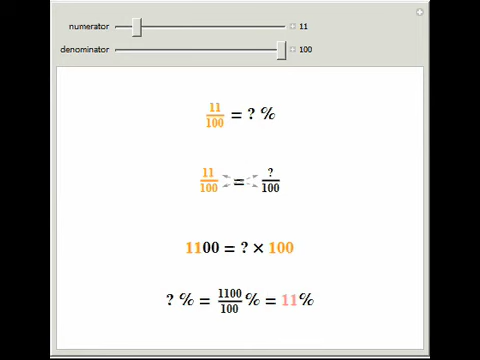 numerator 11
denominator 100
11/100 = ? %
11/100 = ?/100
1100 = ? × 100
? % = 1100/100 % = 11%